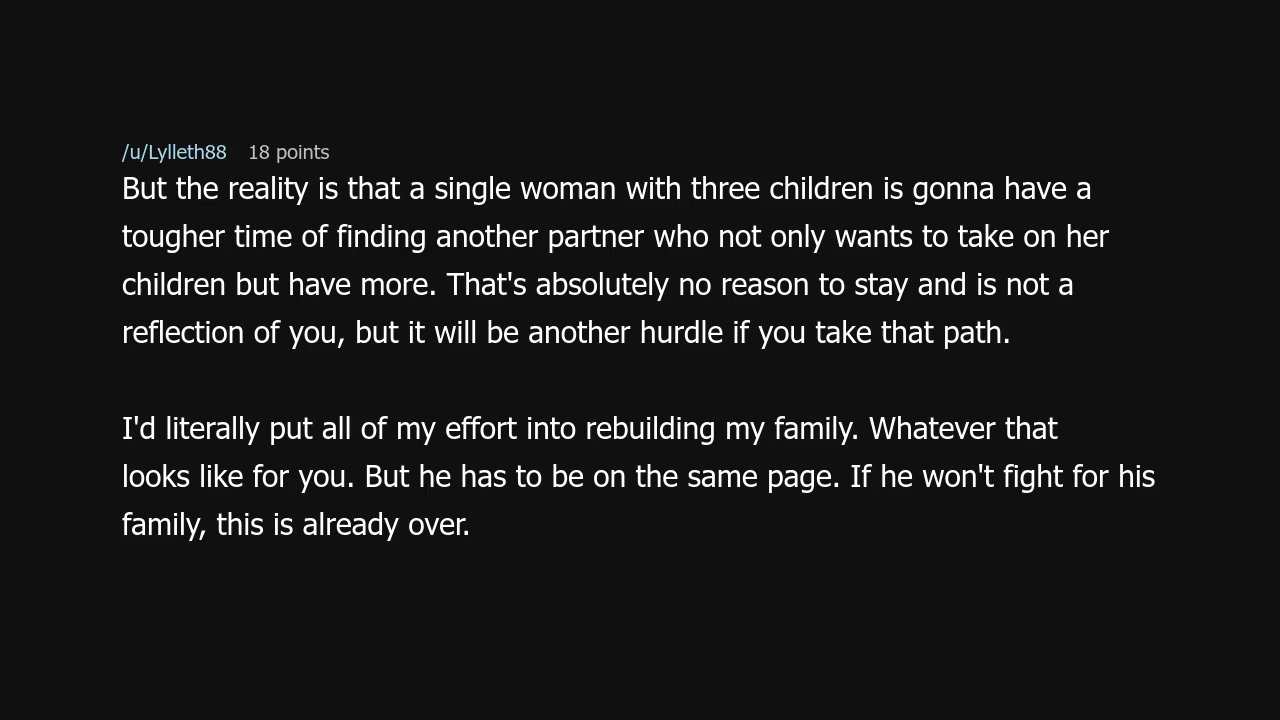 /u/Lylleth88 18 points
But the reality is that a single woman with three children is gonna have a
tougher time of finding another partner who not only wants to take on her
children but have more. That's absolutely no reason to stay and is not a
reflection of you, but it will be another hurdle if you take that path.
I'd literally put all of my effort into rebuilding my family. Whatever that
looks like for you. But he has to be on the same page. If he won't fight for his
family, this is already over.